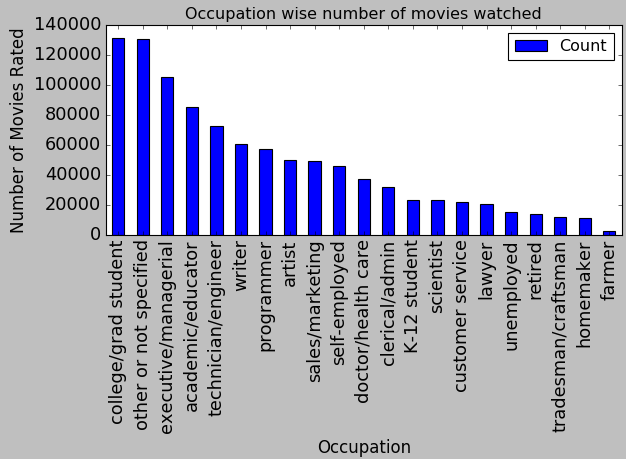 Occupation wise number of movies watched
Number of Movies Rated
140000
120000
100000
80000
60000
40000
20000
0
Count
college/grad student
other or not specified
executive/managerial
academic/educator
technician/engineer
writer
programmer
artist
sales/marketing
self-employed
doctor/health care
clerical/admin
K-12 student
scientist
customer service
lawyer
unemployed
retired
tradesman/craftsman
homemaker
farmer
Occupation